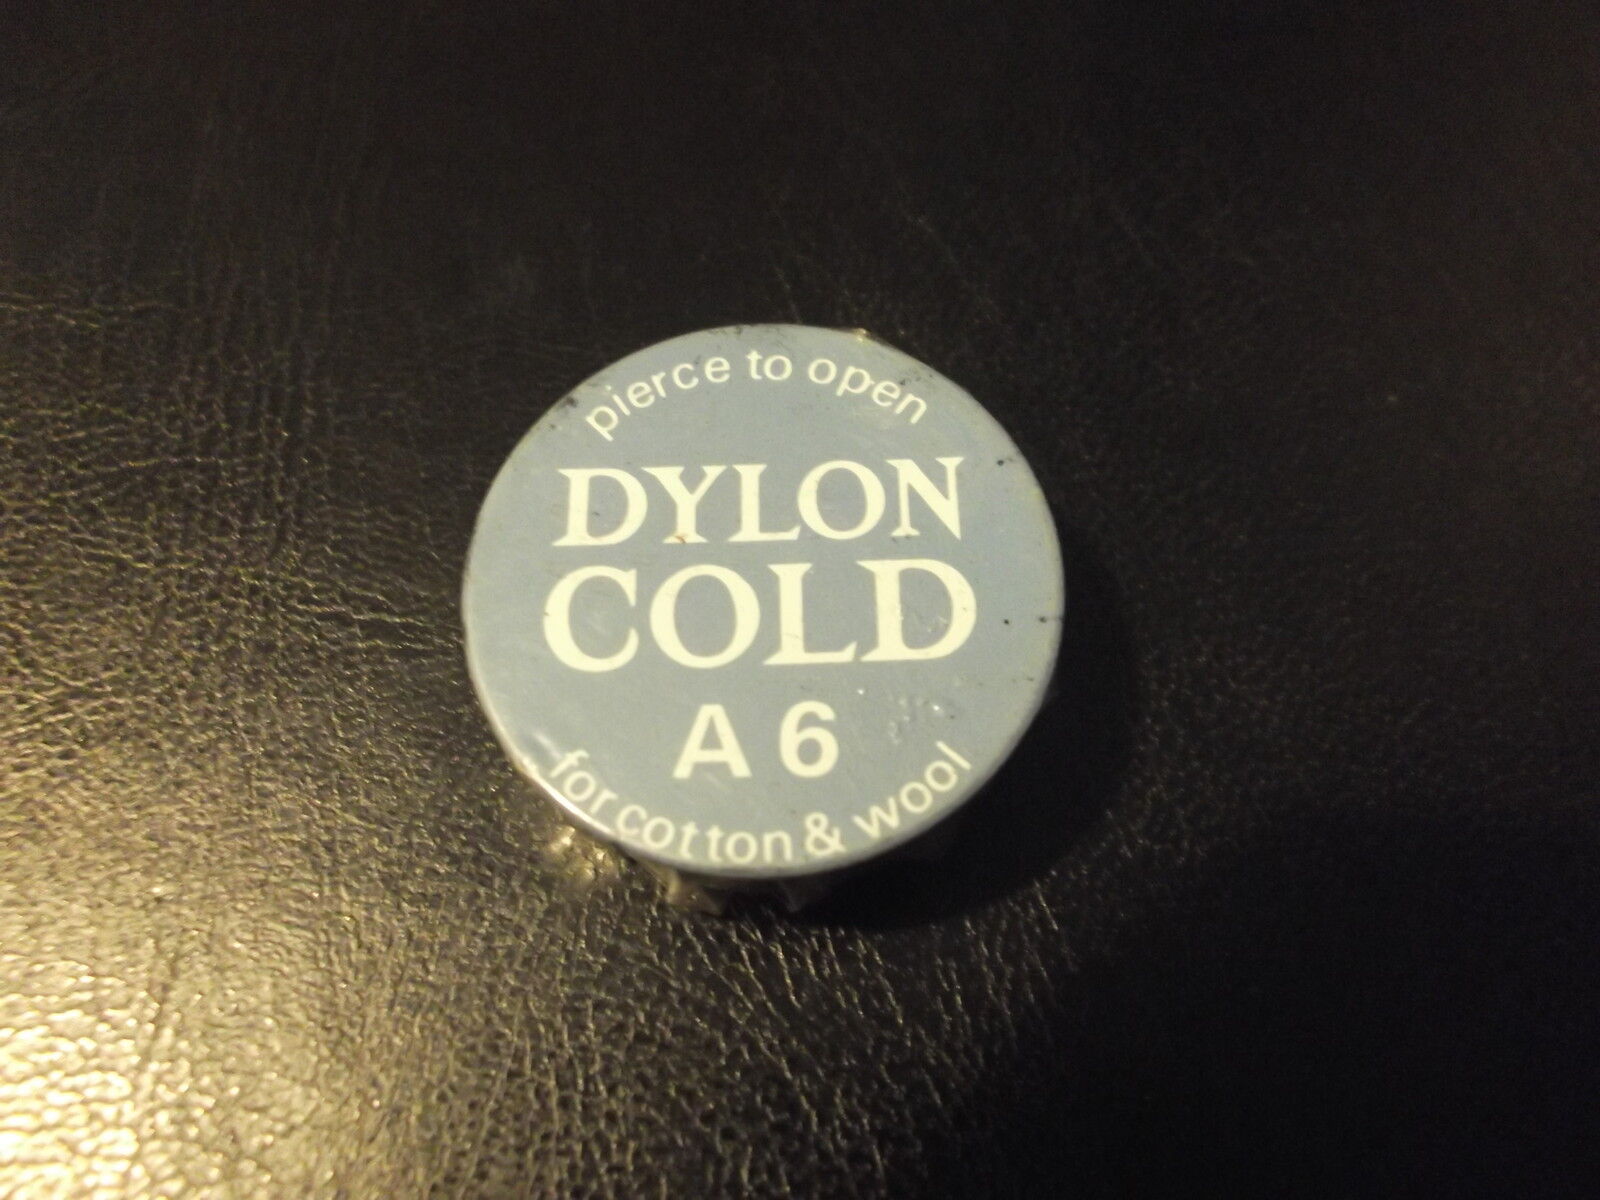 pierce to open
DYLON
COLD
A 6
for cotton & wool